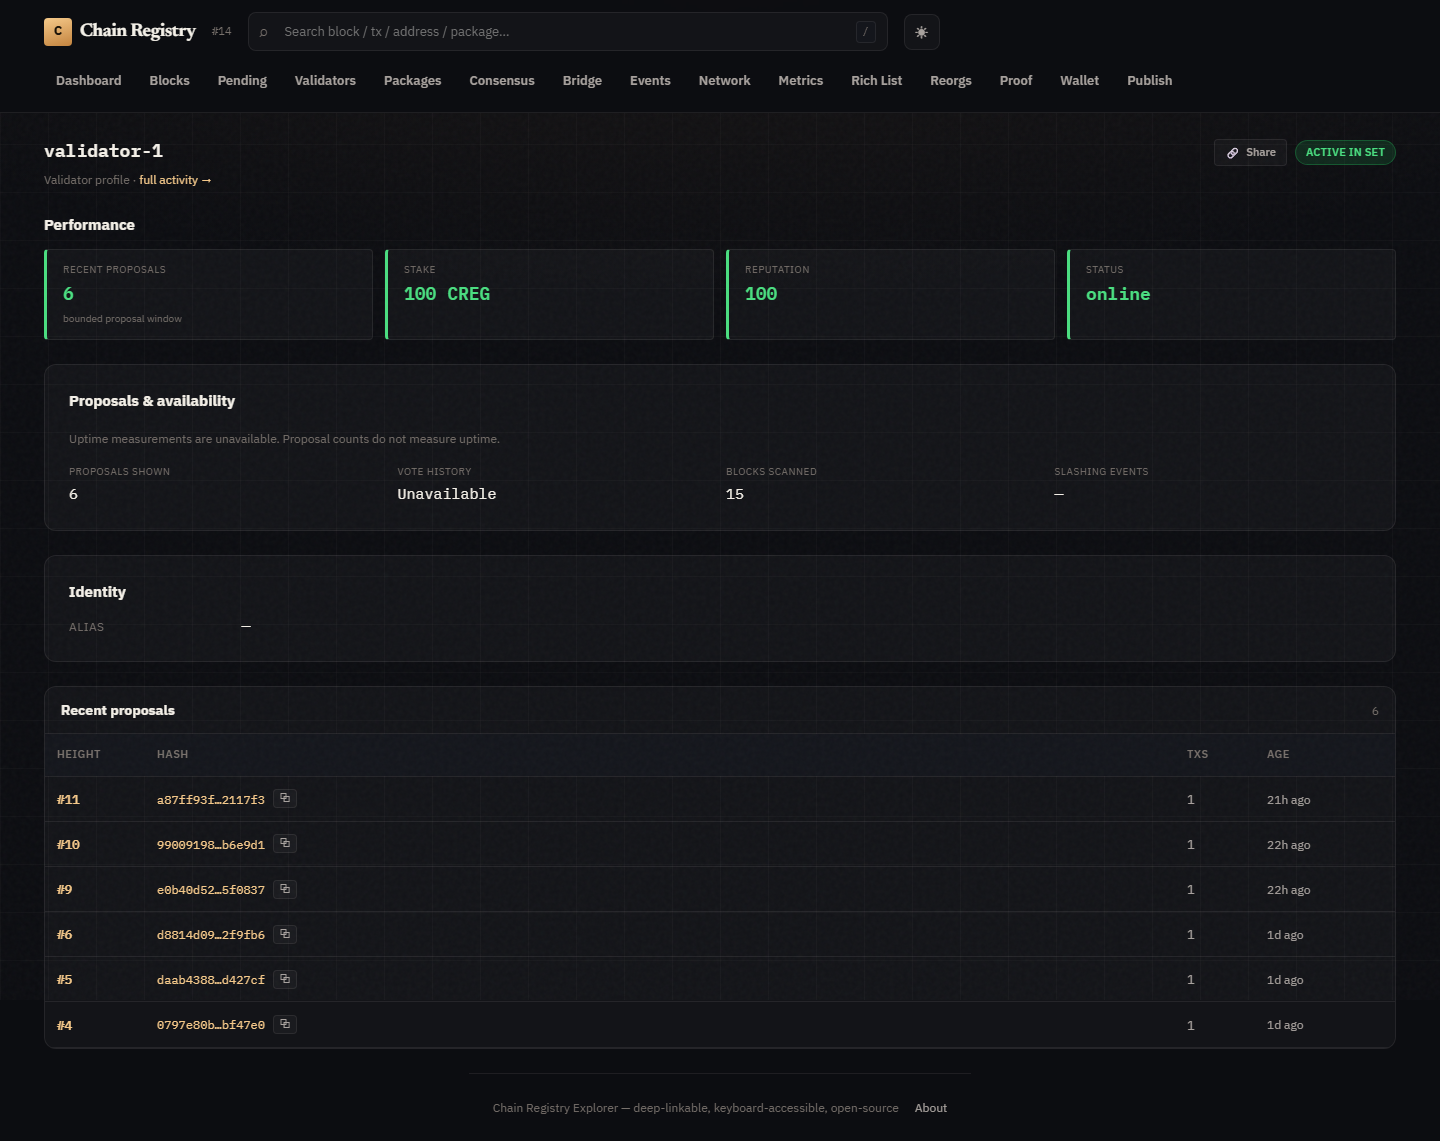 C Chain Registry #14 Search block / tx / address / package... /
Dashboard Blocks Pending Validators Packages Consensus Bridge Events Network Metrics Rich List Reorgs Proof Wallet Publish
validator-1
Share ACTIVE IN SET
Validator profile · full activity →
Performance
RECENT PROPOSALS STAKE REPUTATION STATUS
6 100 CREG 100 online
bounded proposal window
Proposals & availability
Uptime measurements are unavailable. Proposal counts do not measure uptime.
PROPOSALS SHOWN VOTE HISTORY BLOCKS SCANNED SLASHING EVENTS
6 Unavailable 15 —
Identity
ALIAS —
Recent proposals 6
HEIGHT HASH TXS AGE
#11 a87ff93f…2117f3 1 21h ago
#10 99009198…b6e9d1 1 22h ago
#9 e0b40d52…5f0837 1 22h ago
#6 d8814d09…2f9fb6 1 1d ago
#5 daab4388…d427cf 1 1d ago
#4 0797e80b…bf47e0 1 1d ago
Chain Registry Explorer — deep-linkable, keyboard-accessible, open-source About